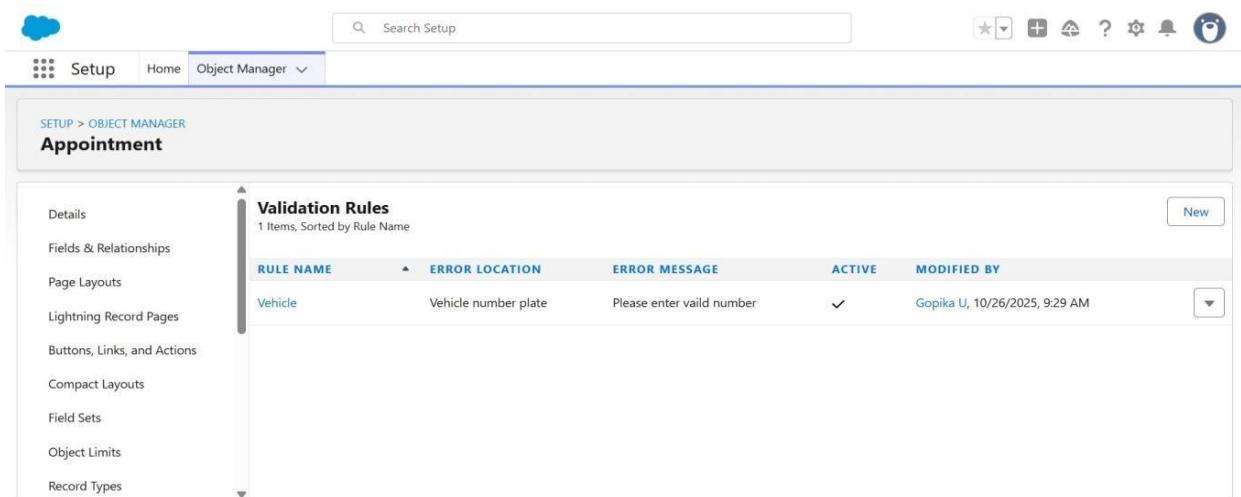 Search Setup
Setup Home Object Manager
SETUP > OBJECT MANAGER
Appointment
Details
Fields & Relationships
Page Layouts
Lightning Record Pages
Buttons, Links, and Actions
Compact Layouts
Field Sets
Object Limits
Record Types
Validation Rules
1 Items, Sorted by Rule Name
New
RULE NAME ERROR LOCATION ERROR MESSAGE ACTIVE MODIFIED BY
Vehicle Vehicle number plate Please enter vaild number Gopika U, 10/26/2025, 9:29 AM